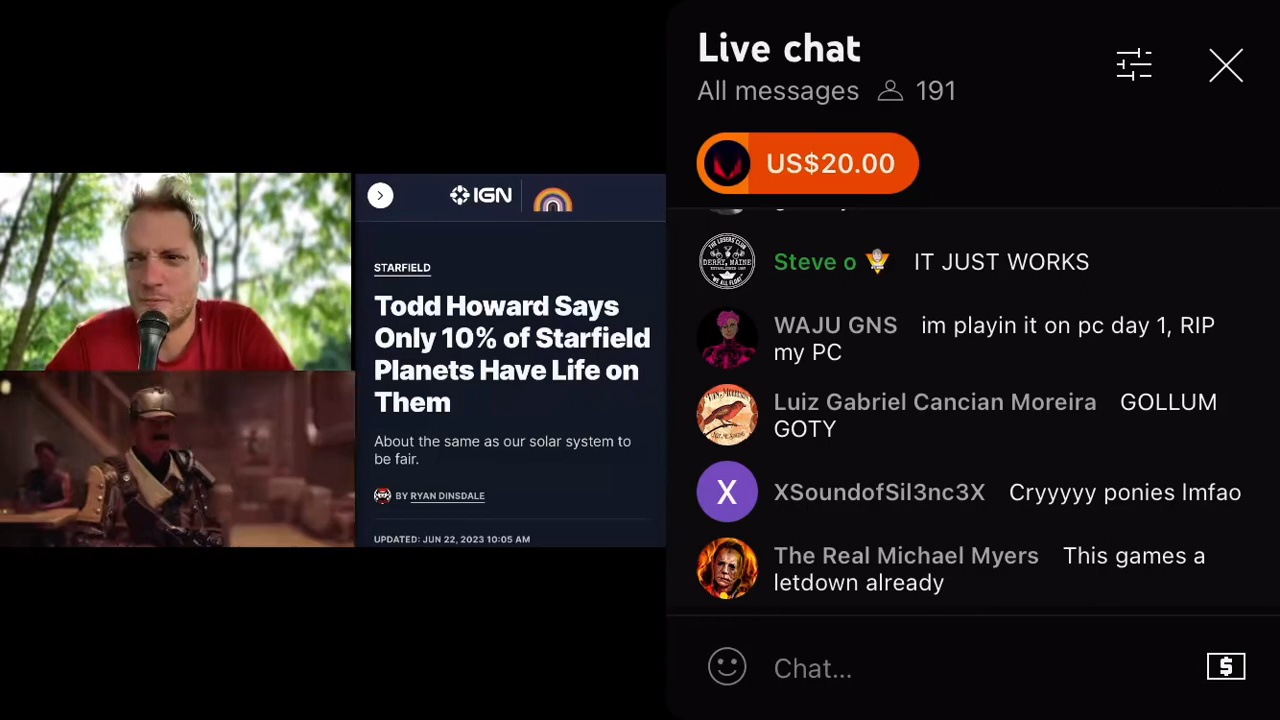 IGN
STARFIELD
Todd Howard Says
Only 10% of Starfield
Planets Have Life on
Them
About the same as our solar system to
be fair.
BY RYAN DINSDALE
UPDATED: JUN 22, 2023 10:05 AM
Live chat
All messages 191
US$20.00
Steve o IT JUST WORKS
WAJU GNS im playin it on pc day 1, RIP
my PC
Luiz Gabriel Cancian Moreira GOLLUM
GOTY
X
XSoundofSil3nc3X Cryyyyy ponies lmfao
The Real Michael Myers This games a
letdown already
Chat...